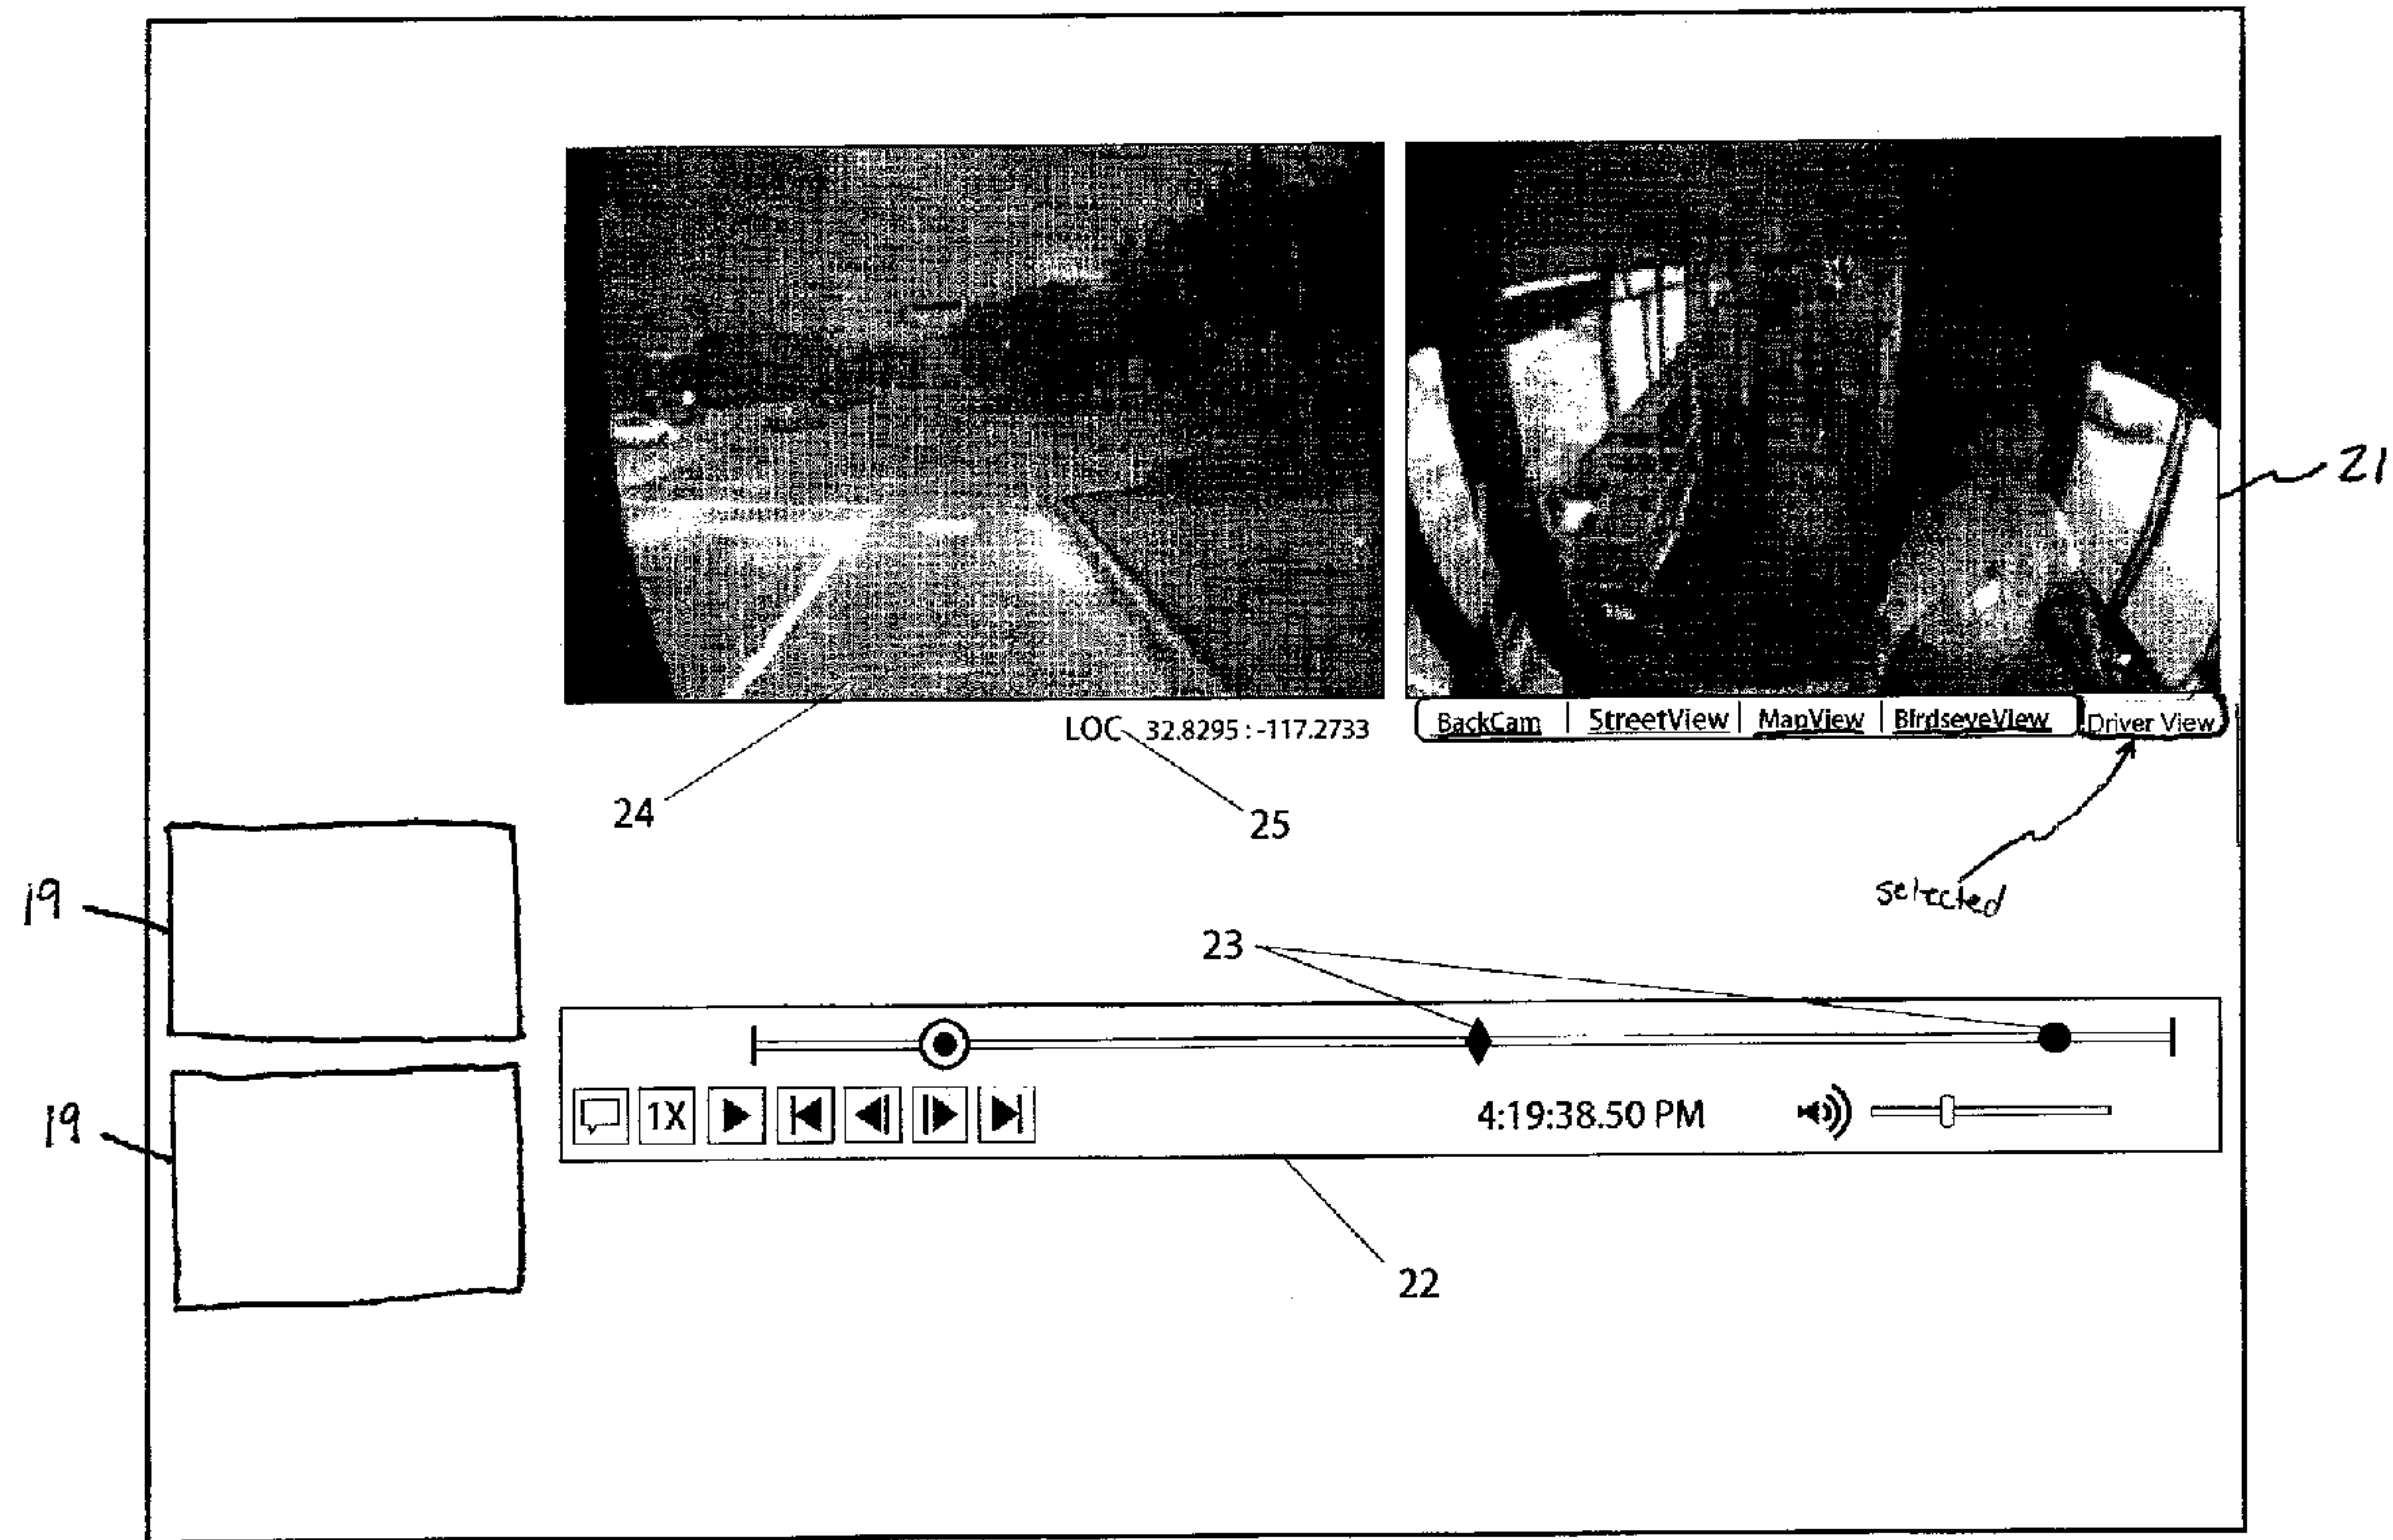 21
LOC 32.8295 : -117.2733
BackCam | StreetView | MapView | BirdseyeView
Driver View
24
25
selected
19
23
1X
4:19:38.50 PM
19
22